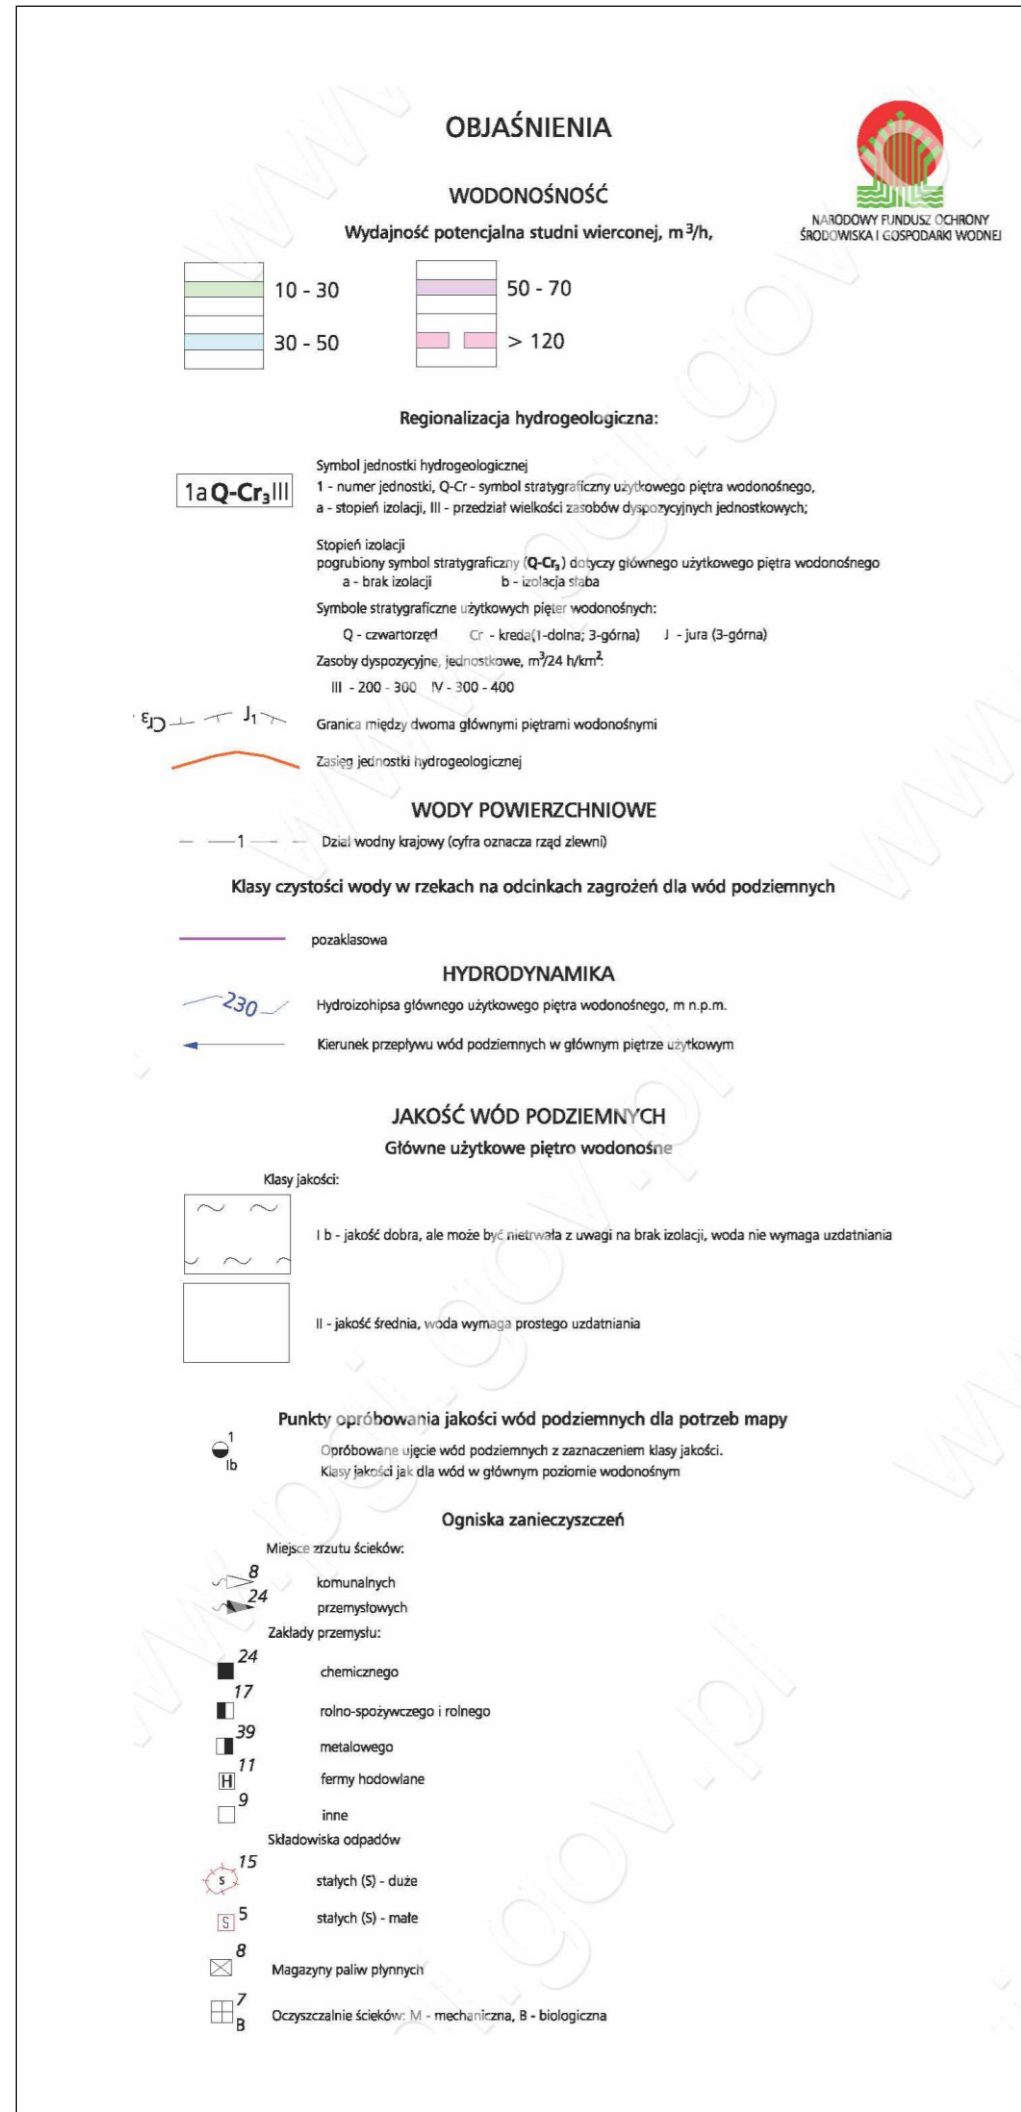 OBJAŚNIENIA
NARODOWY FUNDUSZ OCHRONY
ŚRODOWISKA I GOSPODARKI WODNEJ
WODONOŚNOŚĆ
Wydajność potencjalna studni wierconej, m³/h,
10 - 30
50 - 70
30 - 50
> 120
Regionalizacja hydrogeologiczna:
1aQ-Cr₃III
Symbol jednostki hydrogeologicznej
1 - numer jednostki, Q-Cr - symbol stratygraficzny użytkowego piętra wodonośnego,
a - stopień izolacji, III - przedział wielkości zasobów dyspozycyjnych jednostkowych;
Stopień izolacji
pogrubiony symbol stratygraficzny (Q-Cr₃) dotyczy głównego użytkowego piętra wodonośnego
a - brak izolacji b - izolacja słaba
Symbole stratygraficzne użytkowych pięter wodonośnych:
Q - czwartorzęd Cr - kreda(1-dolna; 3-górna) J - jura (3-górna)
Zasoby dyspozycyjne, jednostkowe, m³/24 h/km²:
III - 200 - 300 IV - 300 - 400
Cr₃ J₁ Granica między dwoma głównymi piętrami wodonośnymi
Zasięg jednostki hydrogeologicznej
WODY POWIERZCHNIOWE
1 Dział wodny krajowy (cyfra oznacza rząd zlewni)
Klasy czystości wody w rzekach na odcinkach zagrożeń dla wód podziemnych
pozaklasowa
HYDRODYNAMIKA
230 Hydroizohipsa głównego użytkowego piętra wodonośnego, m n.p.m.
Kierunek przepływu wód podziemnych w głównym piętrze użytkowym
JAKOŚĆ WÓD PODZIEMNYCH
Główne użytkowe piętro wodonośne
Klasy jakości:
I b - jakość dobra, ale może być nietrwała z uwagi na brak izolacji, woda nie wymaga uzdatniania
II - jakość średnia, woda wymaga prostego uzdatniania
Punkty opróbowania jakości wód podziemnych dla potrzeb mapy
1
Ib
Opróbowane ujęcie wód podziemnych z zaznaczeniem klasy jakości.
Klasy jakości jak dla wód w głównym poziomie wodonośnym
Ogniska zanieczyszczeń
Miejsce zrzutu ścieków:
8 komunalnych
24 przemysłowych
Zakłady przemysłu:
24 chemicznego
17 rolno-spożywczego i rolnego
39 metalowego
H 11 fermy hodowlane
9 inne
Składowiska odpadów
s 15 stałych (S) - duże
S 5 stałych (S) - małe
8 Magazyny paliw płynnych
7
B Oczyszczalnie ścieków: M - mechaniczna, B - biologiczna
www.pgi.gov.pl